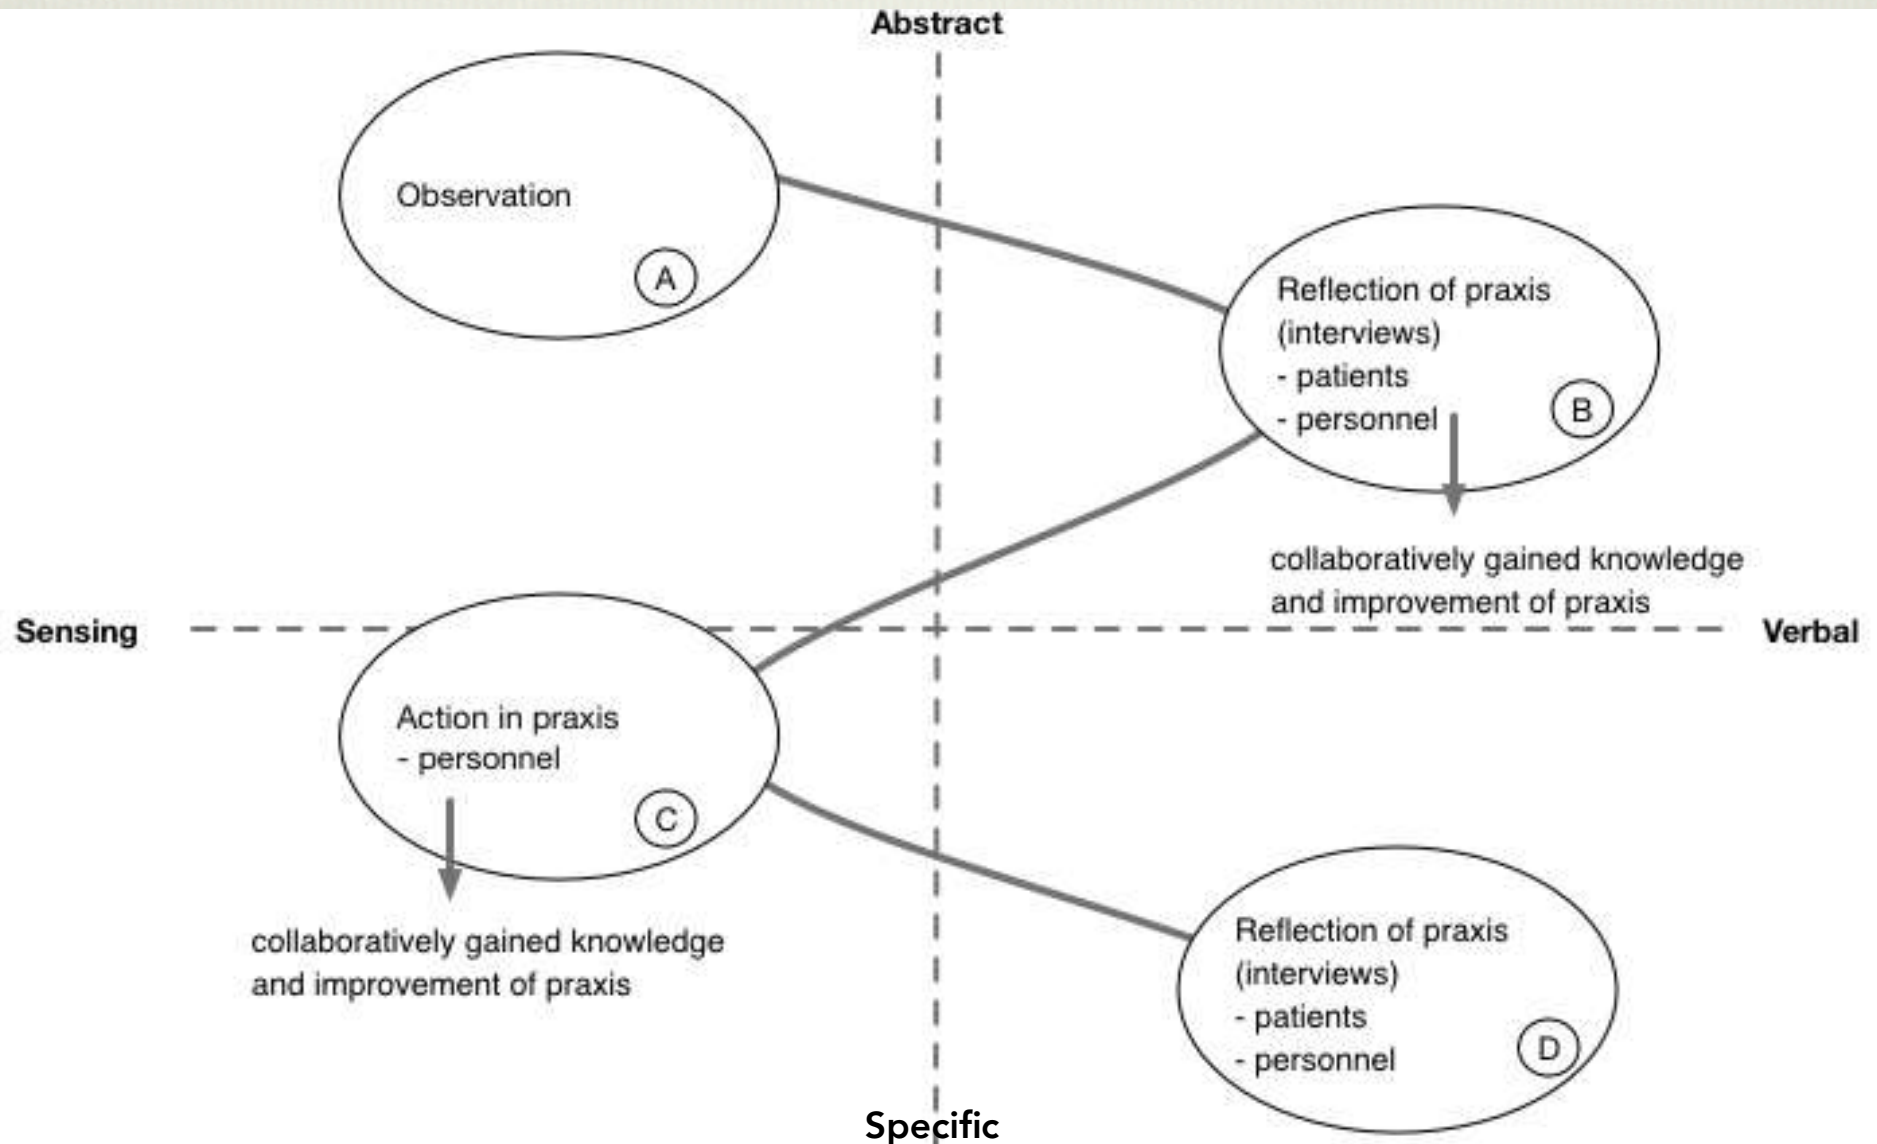 Abstract
Observation
A
Reflection of praxis
(interviews)
- patients
- personnel
B
collaboratively gained knowledge
and improvement of praxis
Sensing
Verbal
Action in praxis
- personnel
C
collaboratively gained knowledge
and improvement of praxis
Reflection of praxis
(interviews)
- patients
- personnel
D
Specific